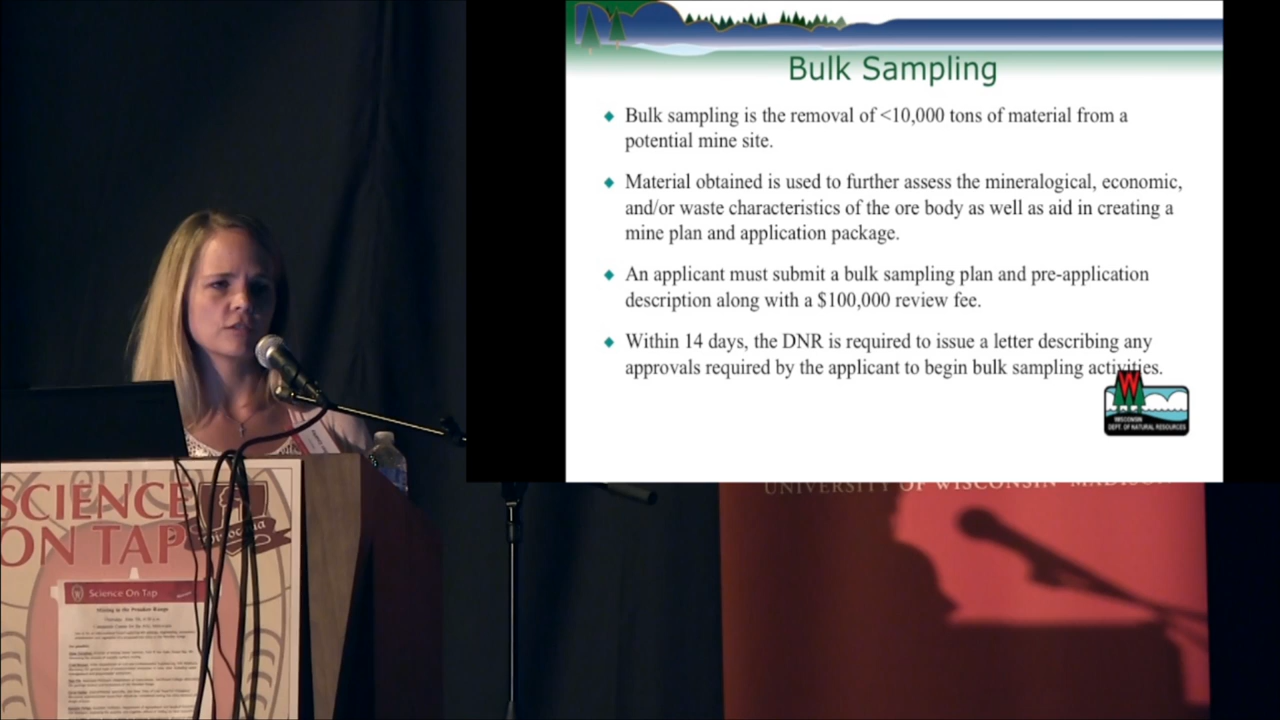 Bulk Sampling
Bulk sampling is the removal of <10,000 tons of material from a
potential mine site.
Material obtained is used to further assess the mineralogical, economic,
and/or waste characteristics of the ore body as well as aid in creating a
mine plan and application package.
An applicant must submit a bulk sampling plan and pre-application
description along with a $100,000 review fee.
Within 14 days, the DNR is required to issue a letter describing any
approvals required by the applicant to begin bulk sampling activities.
W
WISCONSIN
DEPT. OF NATURAL RESOURCES
UNIVERSITY OF WISCONSIN-MADISON
SCIENCE
ON TAP
Science On Tap
Mining in the Penokee Range